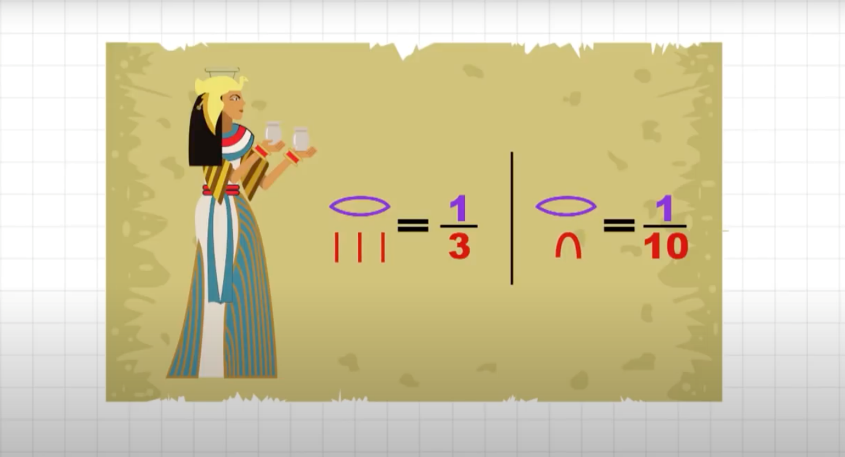 𓂋 = 1/3 | 𓂋 = 1/10
𓏼 𓎆